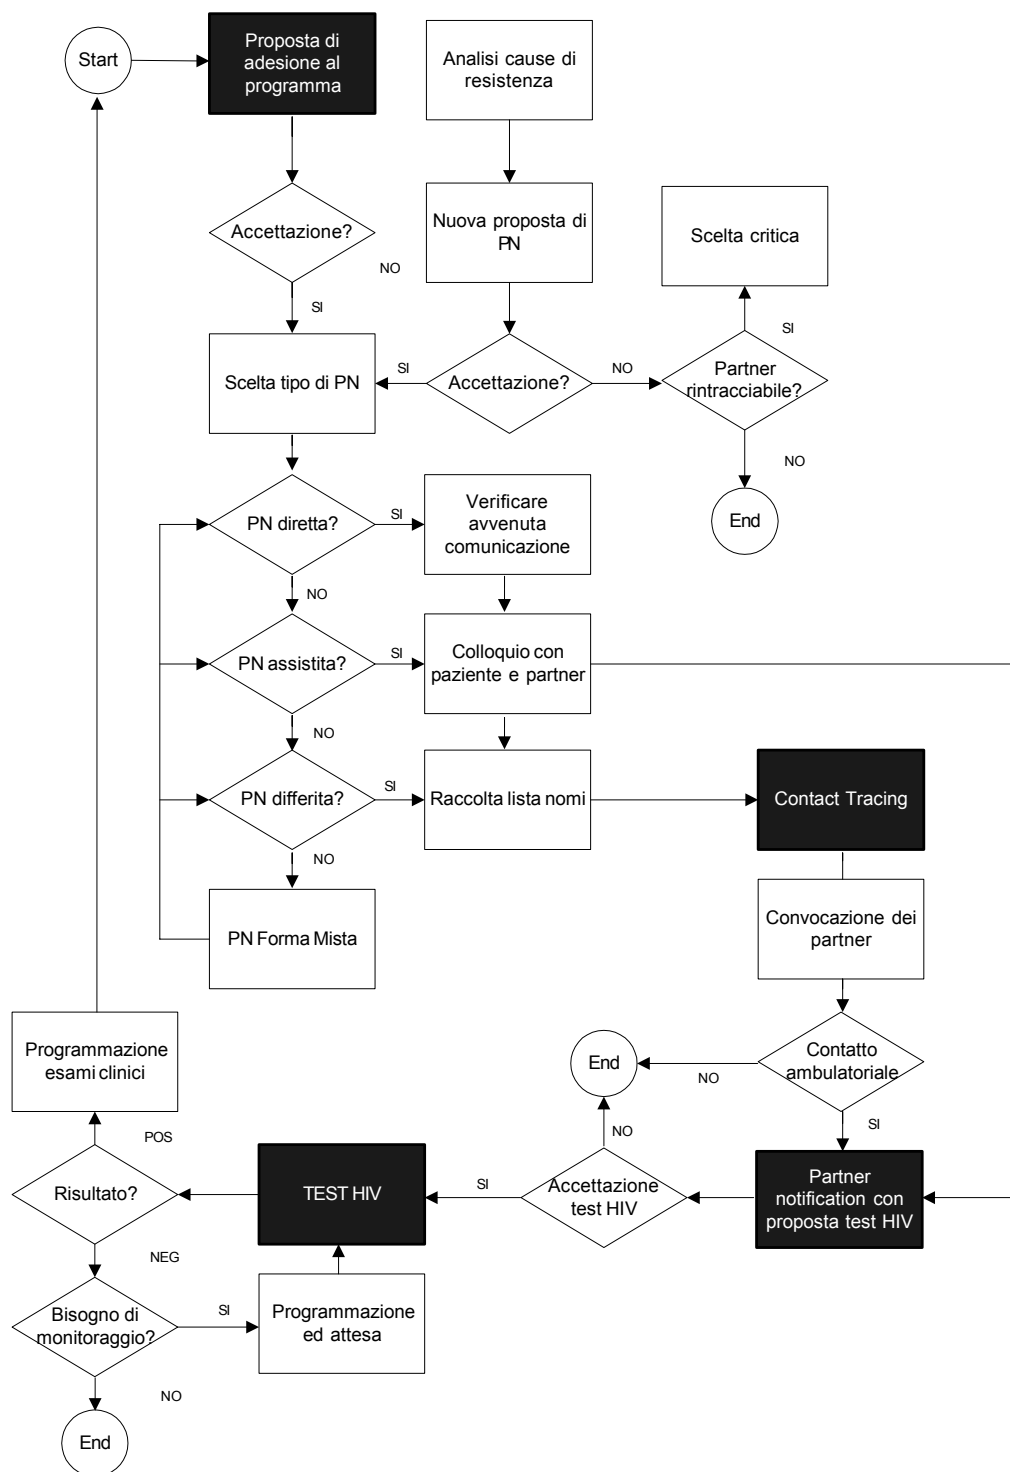 Start
Proposta di
adesione al
programma
Analisi cause di
resistenza
Accettazione?
NO
SI
Nuova proposta di
PN
Scelta critica
SI
Scelta tipo di PN
SI
Accettazione?
NO
Partner
rintracciabile?
NO
End
PN diretta?
SI
Verificare
avvenuta
comunicazione
NO
PN assistita?
SI
Colloquio con
paziente e partner
NO
PN differita?
SI
Raccolta lista nomi
Contact Tracing
NO
PN Forma Mista
Convocazione dei
partner
Programmazione
esami clinici
End
Contatto
ambulatoriale
NO
SI
POS
NO
Risultato?
TEST HIV
SI
Accettazione
test HIV
Partner
notification con
proposta test HIV
NEG
Bisogno di
monitoraggio?
SI
Programmazione
ed attesa
NO
End